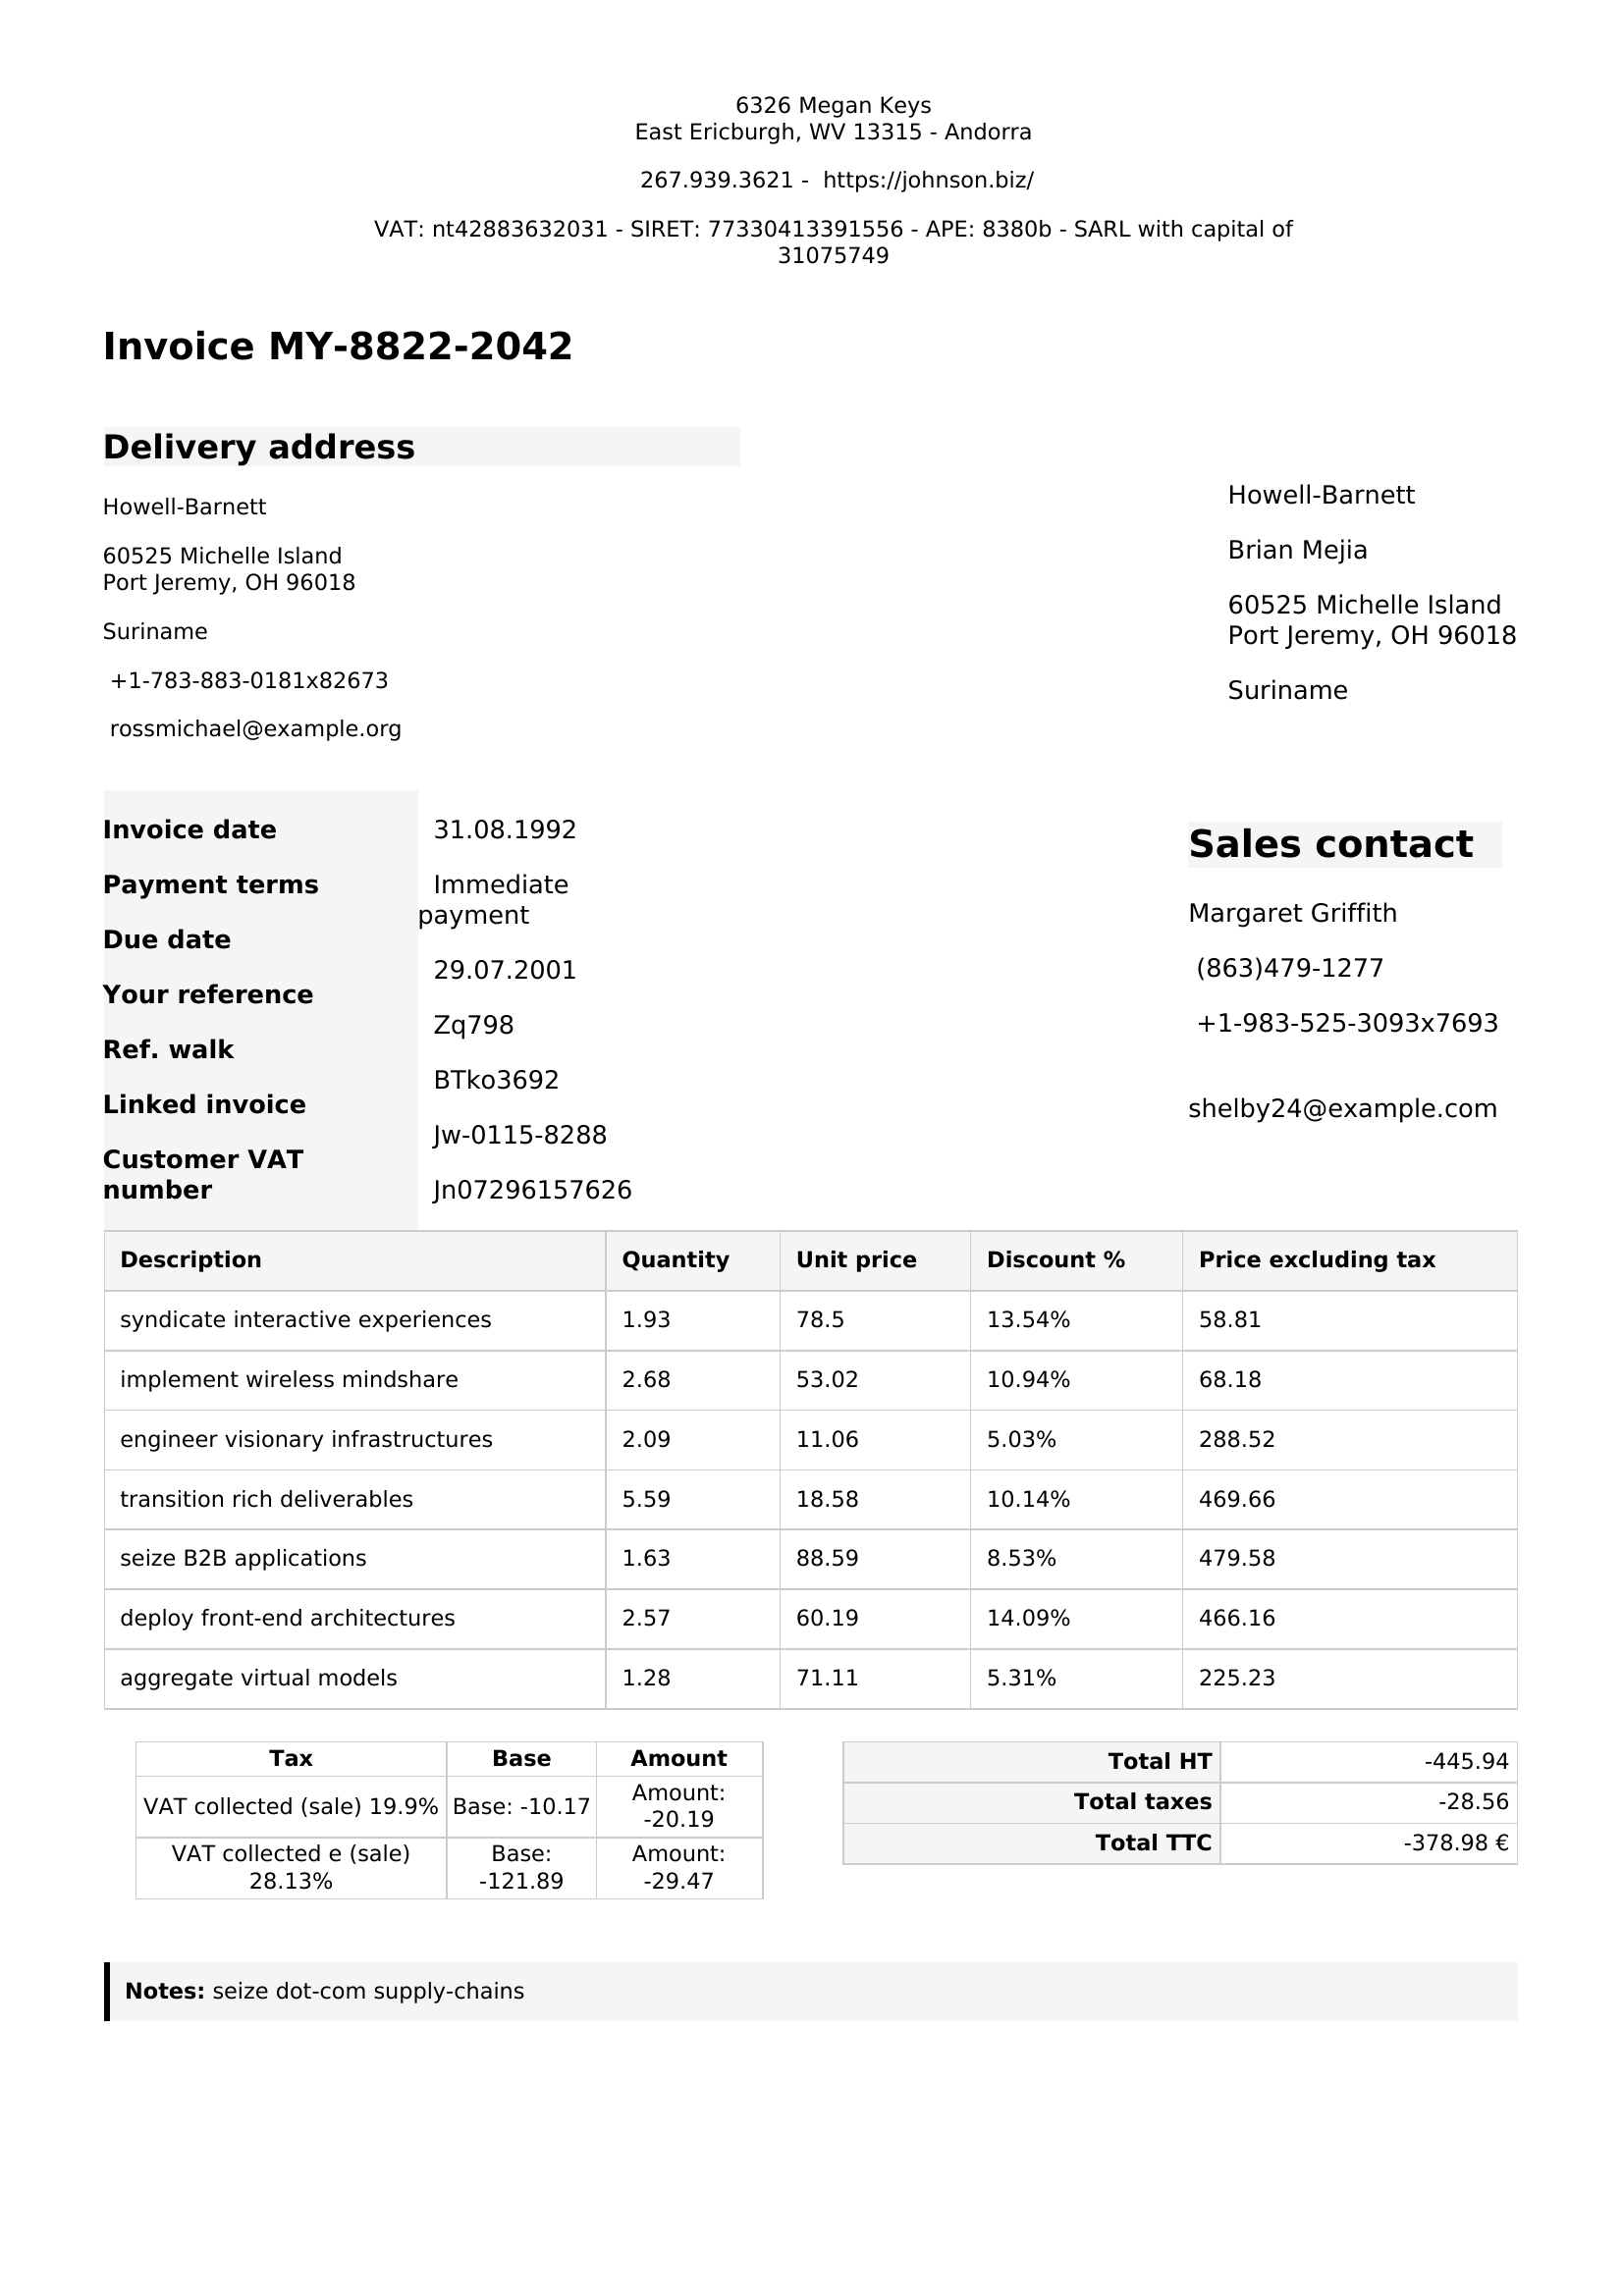 6326 Megan Keys
East Ericburgh, WV 13315 - Andorra
267.939.3621 -  https://johnson.biz/
VAT: nt42883632031 - SIRET: 77330413391556 - APE: 8380b - SARL with capital of
31075749
Invoice MY-8822-2042
Delivery address
Howell-Barnett
60525 Michelle Island
Port Jeremy, OH 96018
Suriname
+1-783-883-0181x82673
rossmichael@example.org
Howell-Barnett
Brian Mejia
60525 Michelle Island
Port Jeremy, OH 96018
Suriname
Invoice date
Payment terms
Due date
Your reference
Ref. walk
Linked invoice
Customer VAT
number
31.08.1992
Immediate
payment
29.07.2001
Zq798
BTko3692
Jw-0115-8288
Jn07296157626
Sales contact
Margaret Griffith
(863)479-1277
+1-983-525-3093x7693
shelby24@example.com
Description Quantity Unit price Discount % Price excluding tax
syndicate interactive experiences 1.93 78.5 13.54% 58.81
implement wireless mindshare 2.68 53.02 10.94% 68.18
engineer visionary infrastructures 2.09 11.06 5.03% 288.52
transition rich deliverables 5.59 18.58 10.14% 469.66
seize B2B applications 1.63 88.59 8.53% 479.58
deploy front-end architectures 2.57 60.19 14.09% 466.16
aggregate virtual models 1.28 71.11 5.31% 225.23
Tax Base Amount
VAT collected (sale) 19.9% Base: -10.17 Amount:
-20.19
VAT collected e (sale) Base: Amount:
28.13% -121.89 -29.47
Total HT -445.94
Total taxes -28.56
Total TTC -378.98 €
Notes: seize dot-com supply-chains